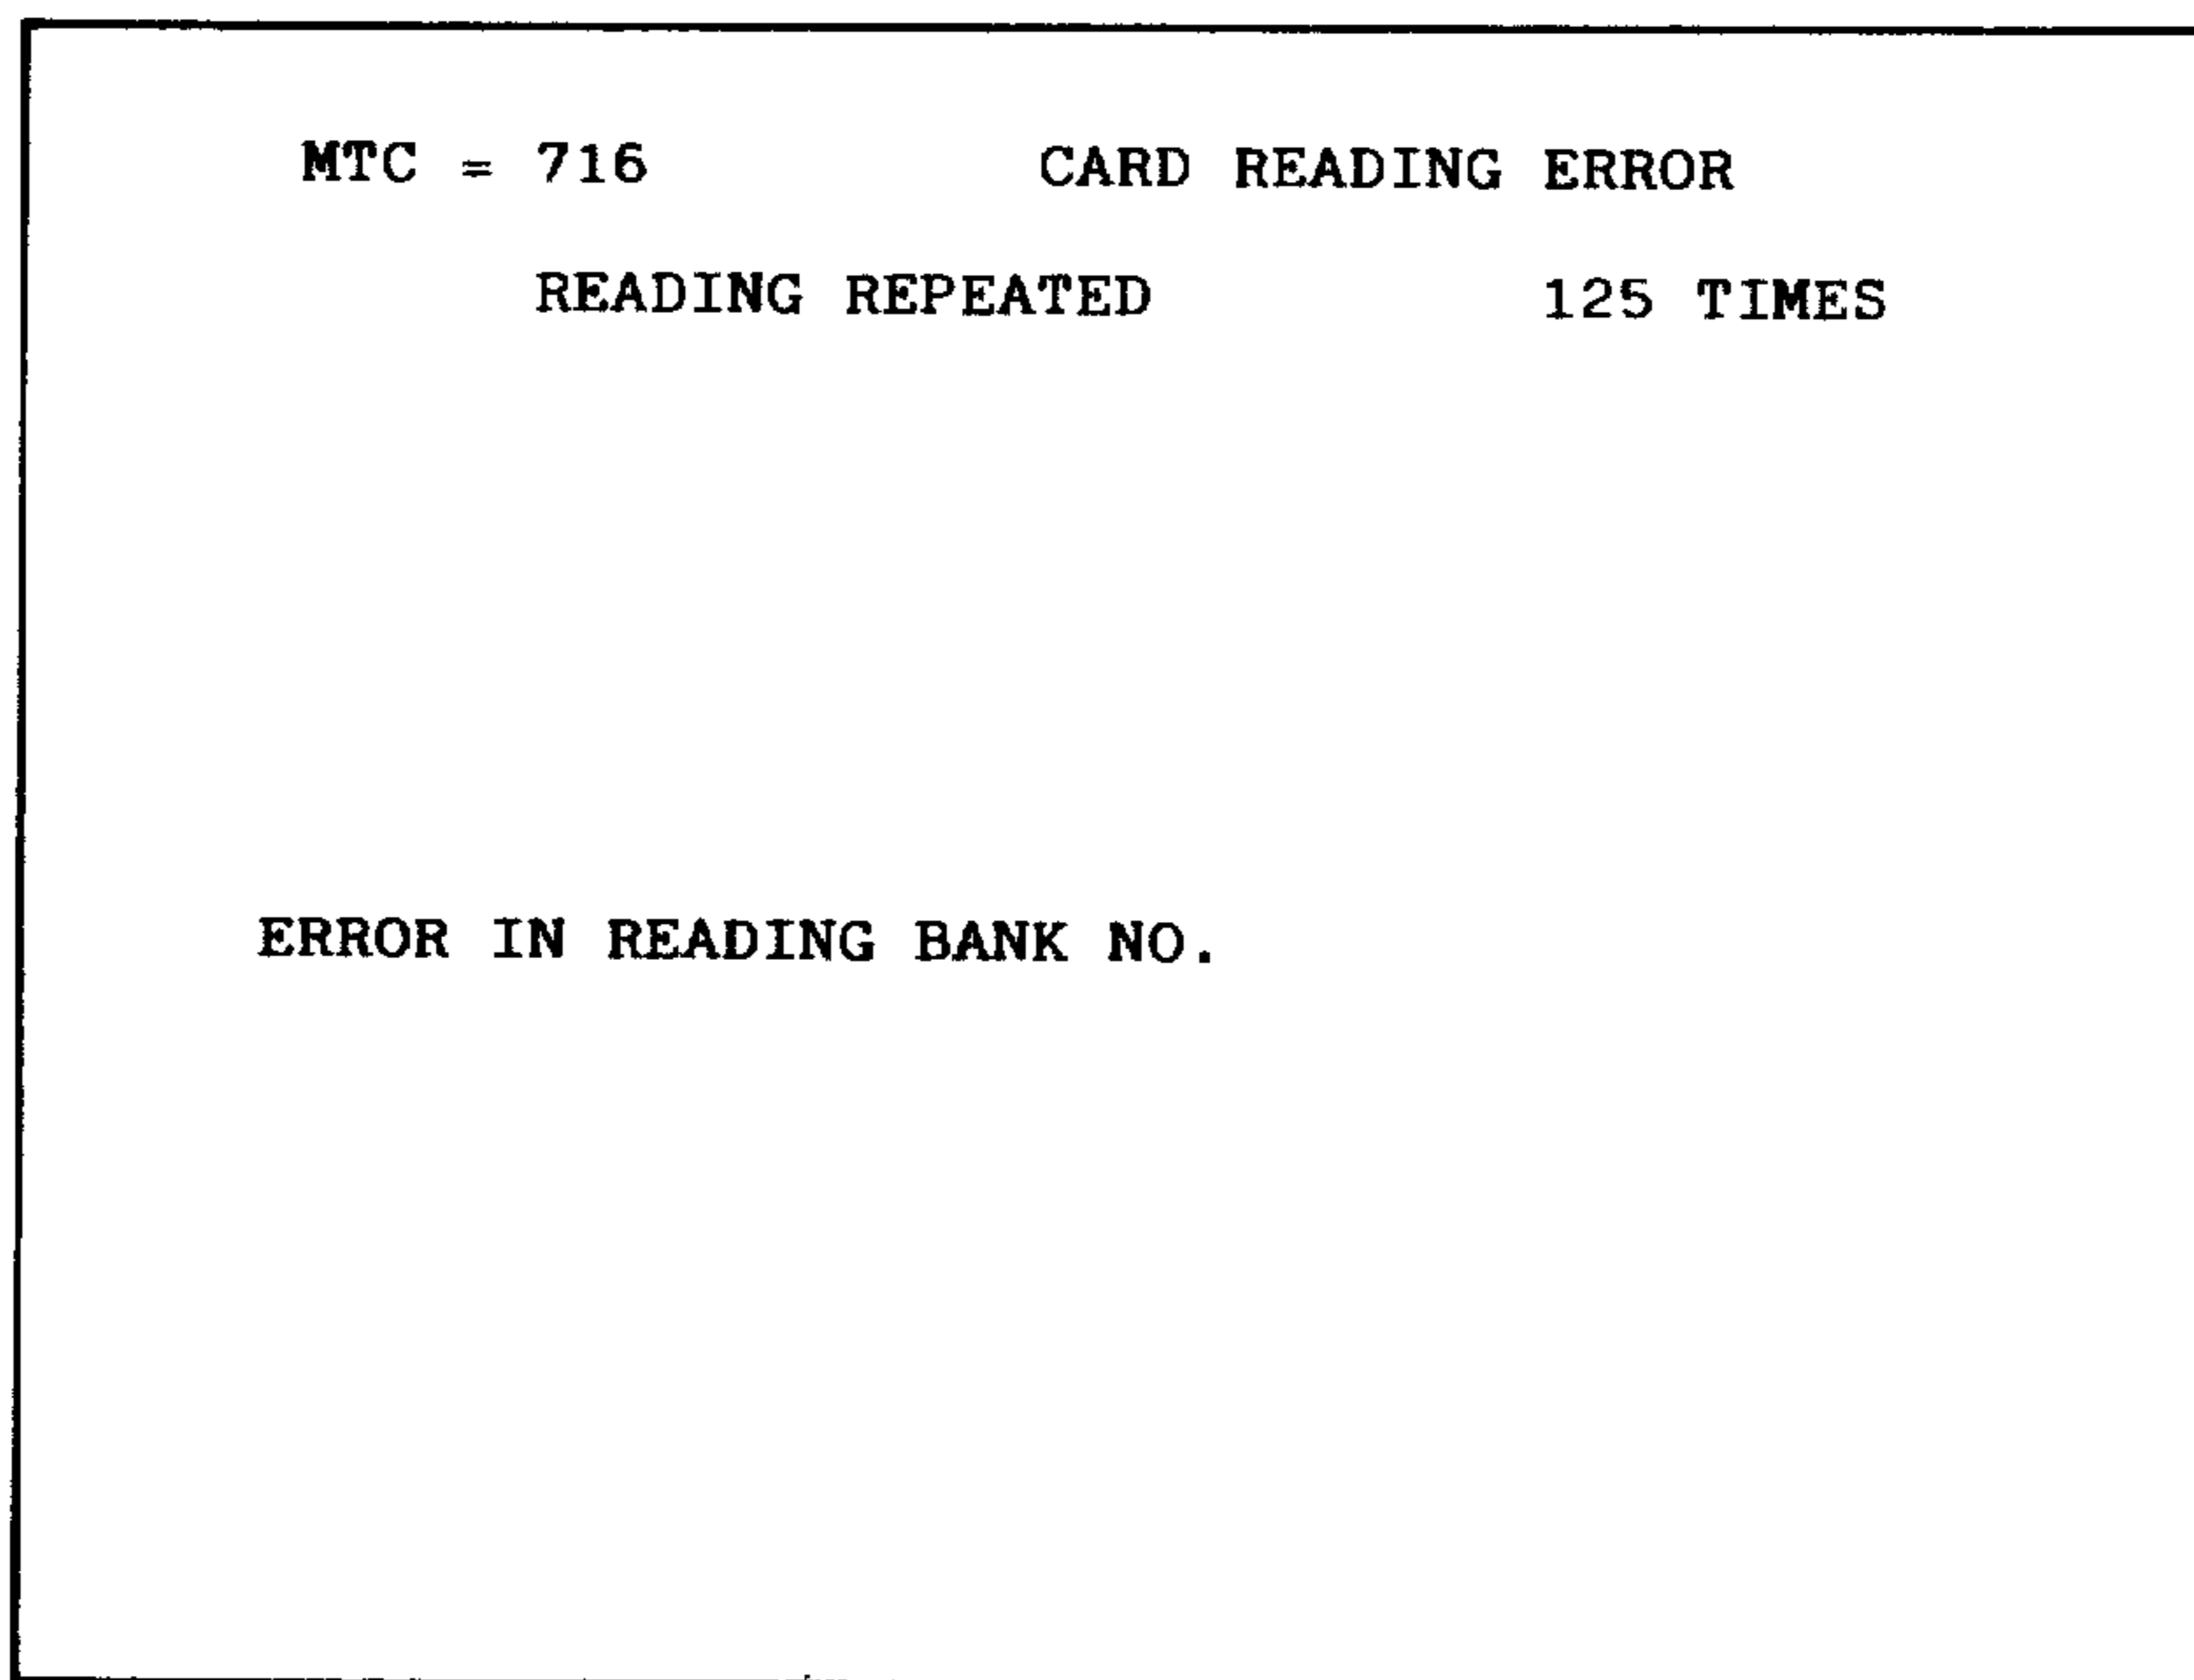 MTC = 716 CARD READING ERROR
READING REPEATED 125 TIMES
ERROR IN READING BANK NO.